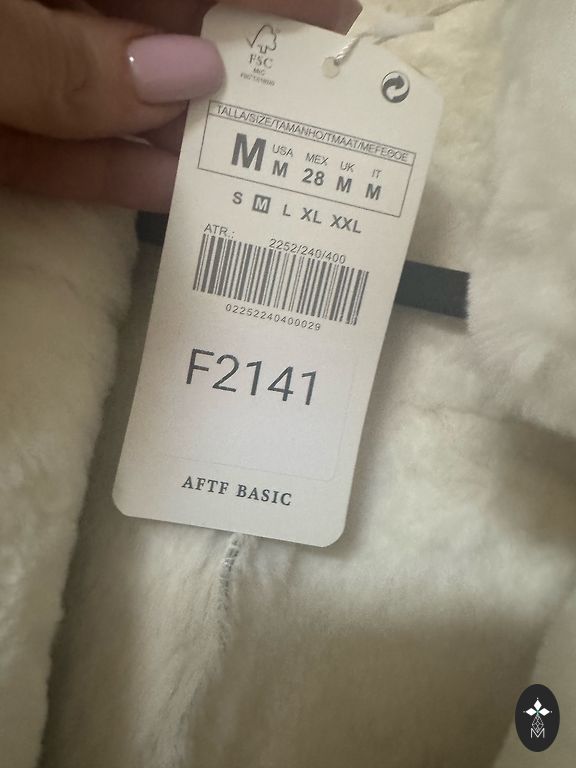 FSC
MIC
TALLA/SIZE/TAMANHO/TMAAT/ΜΕΓΕΘΟΣ
M
USA MEX UK IT
M 28 M M
S M L XL XXL
ATR.: 2252/240/400
02252240400029
F2141
AFTF BASIC
M